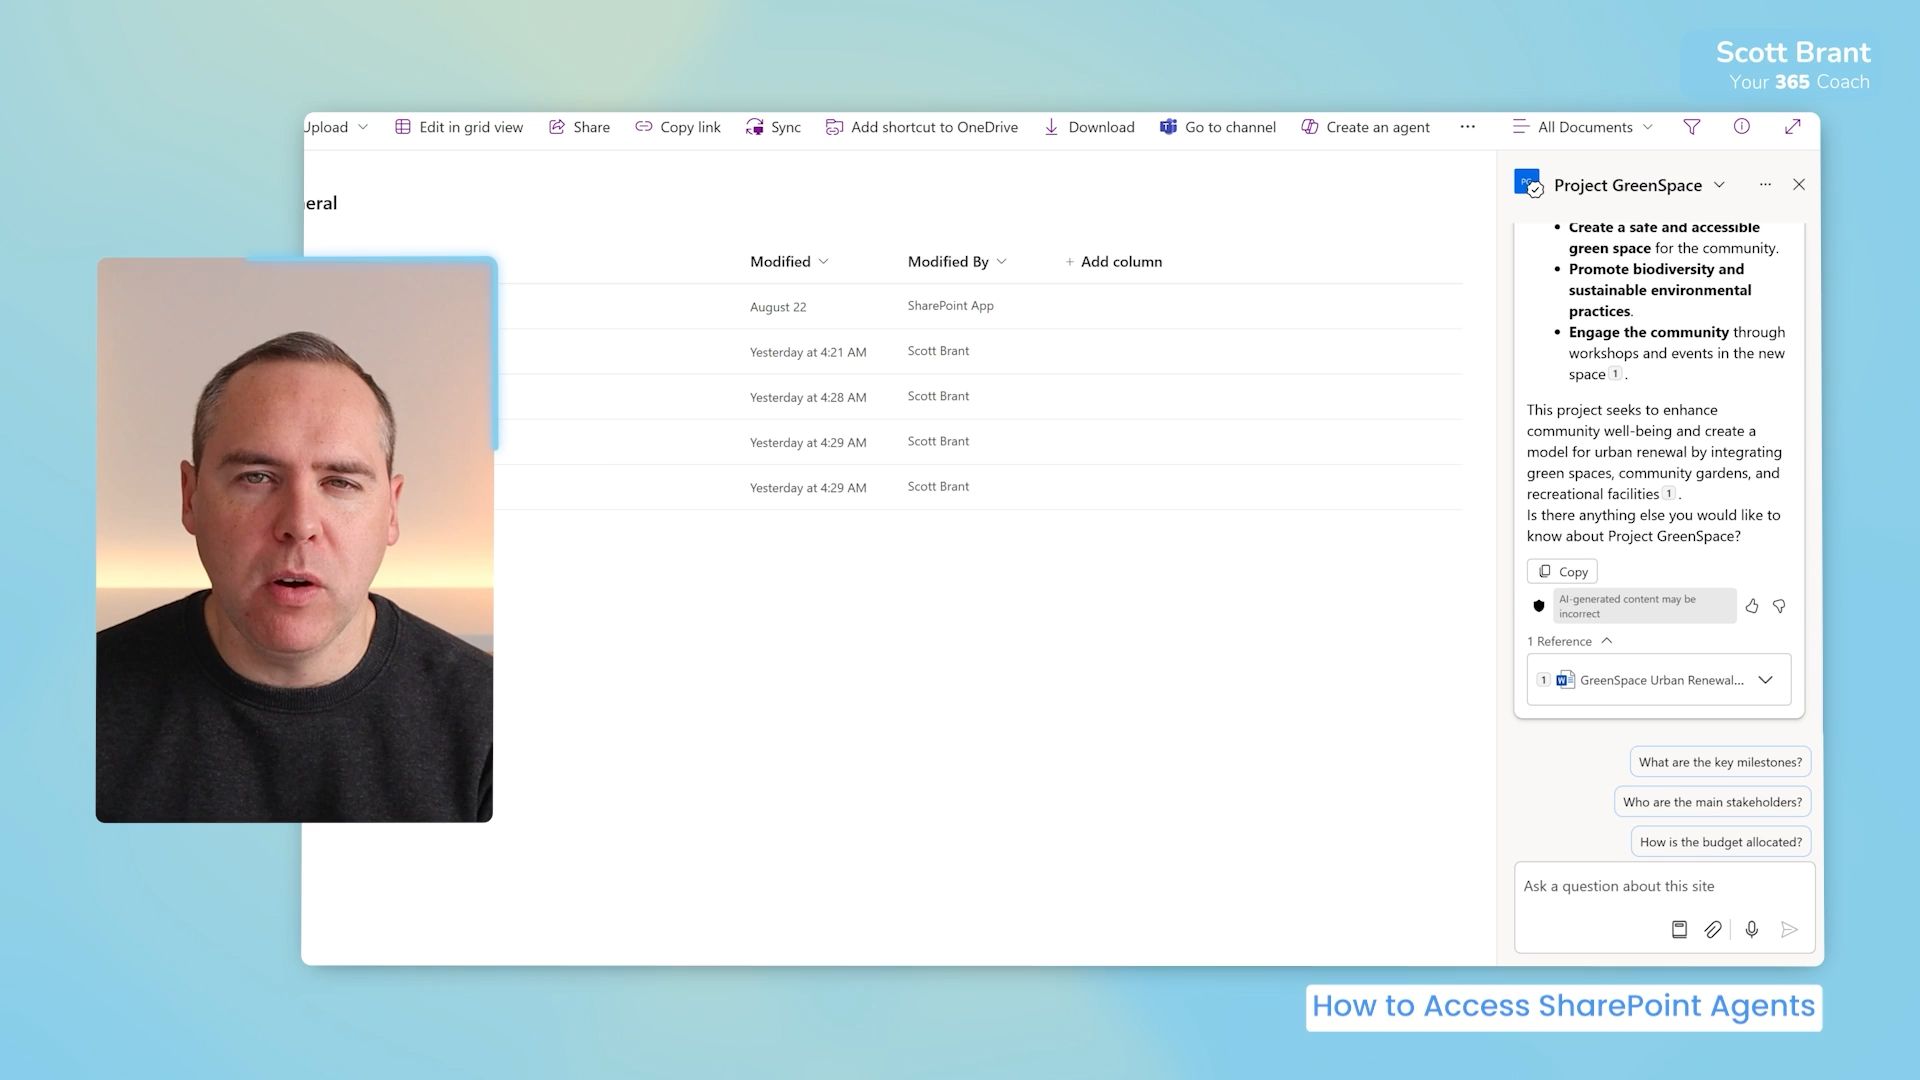 Scott Brant
Your 365 Coach
Upload
Edit in grid view
Share
Copy link
Sync
Add shortcut to OneDrive
Download
Go to channel
Create an agent
All Documents
eral
Modified
Modified By
+ Add column
August 22
SharePoint App
Yesterday at 4:21 AM
Scott Brant
Yesterday at 4:28 AM
Scott Brant
Yesterday at 4:29 AM
Scott Brant
Yesterday at 4:29 AM
Scott Brant
Project GreenSpace
• Create a safe and accessible
green space for the community.
• Promote biodiversity and
sustainable environmental
practices.
• Engage the community through
workshops and events in the new
space 1 .
This project seeks to enhance
community well-being and create a
model for urban renewal by integrating
green spaces, community gardens, and
recreational facilities 1 .
Is there anything else you would like to
know about Project GreenSpace?
Copy
AI-generated content may be
incorrect
1 Reference
1 GreenSpace Urban Renewal...
What are the key milestones?
Who are the main stakeholders?
How is the budget allocated?
Ask a question about this site
How to Access SharePoint Agents